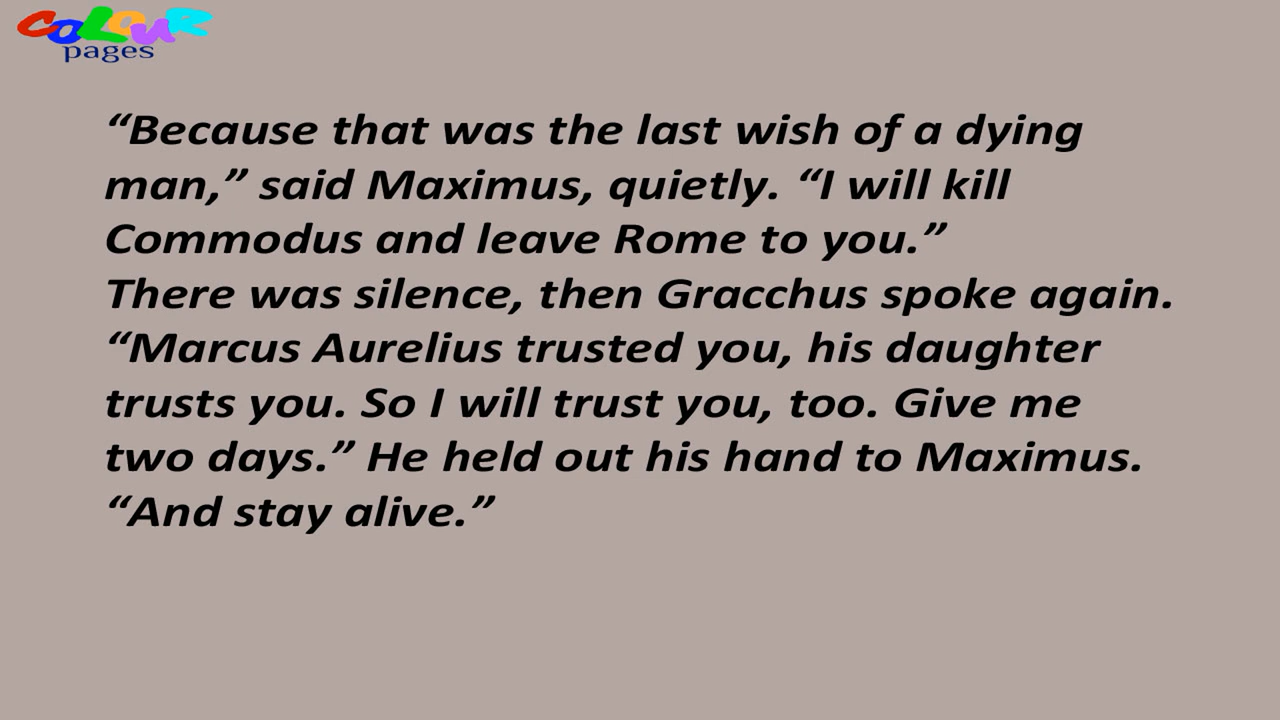 COLOUR
pages
“Because that was the last wish of a dying
man,” said Maximus, quietly. “I will kill
Commodus and leave Rome to you.”
There was silence, then Gracchus spoke again.
“Marcus Aurelius trusted you, his daughter
trusts you. So I will trust you, too. Give me
two days.” He held out his hand to Maximus.
“And stay alive.”